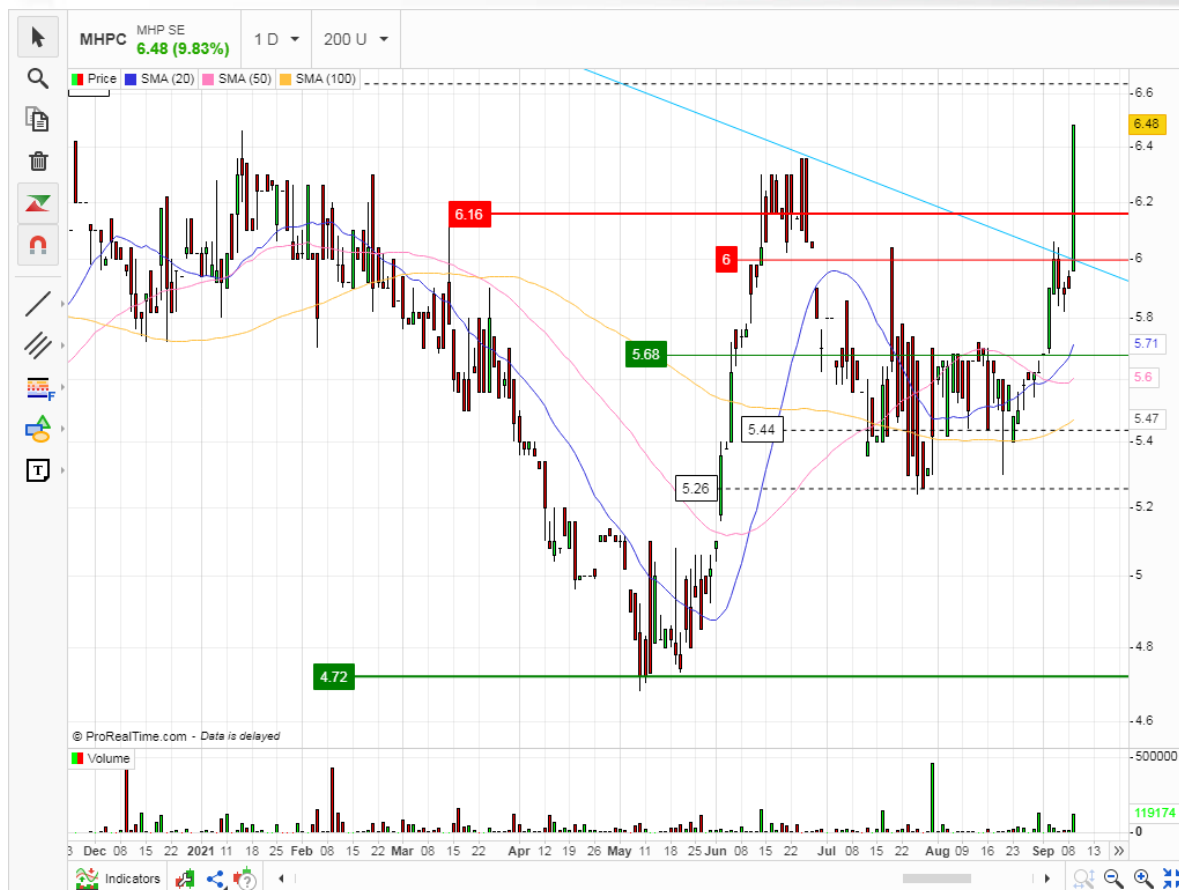 MHPC MHP SE 6.48 (9.83%) 1 D 200 U
Price SMA (20) SMA (50) SMA (100)
6.6
6.48
6.4
6.2
6.16
6
6
5.8
5.71
5.68
5.6
5.47
5.44
5.4
5.26
5.2
5
4.8
4.72
4.6
F
T
© ProRealTime.com - Data is delayed
Volume
500000
119174
0
3 Dec 08 15 22 2021 11 18 25 Feb 08 15 22 Mar 08 15 22 Apr 12 19 26 May 11 18 24 Jun 08 15 22 Jul 08 15 22 Aug 09 16 23 Sep 08 13 »
Indicators